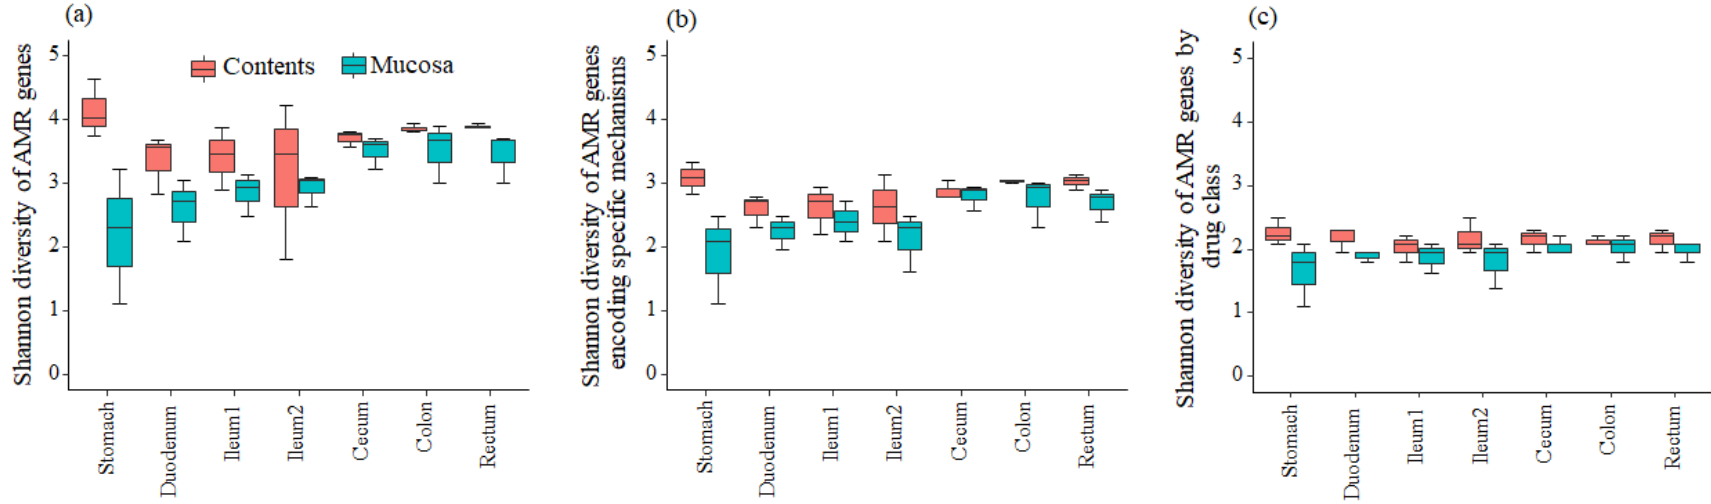 (a)
Shannon diversity of AMR genes
5
4
3
2
1
0
Contents
Mucosa
Stomach
Duodenum
Ileum1
Ileum2
Cecum
Colon
Rectum
(b)
Shannon diversity of AMR genes
encoding specific mechanisms
5
4
3
2
1
0
Stomach
Duodenum
Ileum1
Ileum2
Cecum
Colon
Rectum
(c)
Shannon diversity of AMR genes by
drug class
5
4
3
2
1
0
Stomach
Duodenum
Ileum1
Ileum2
Cecum
Colon
Rectum